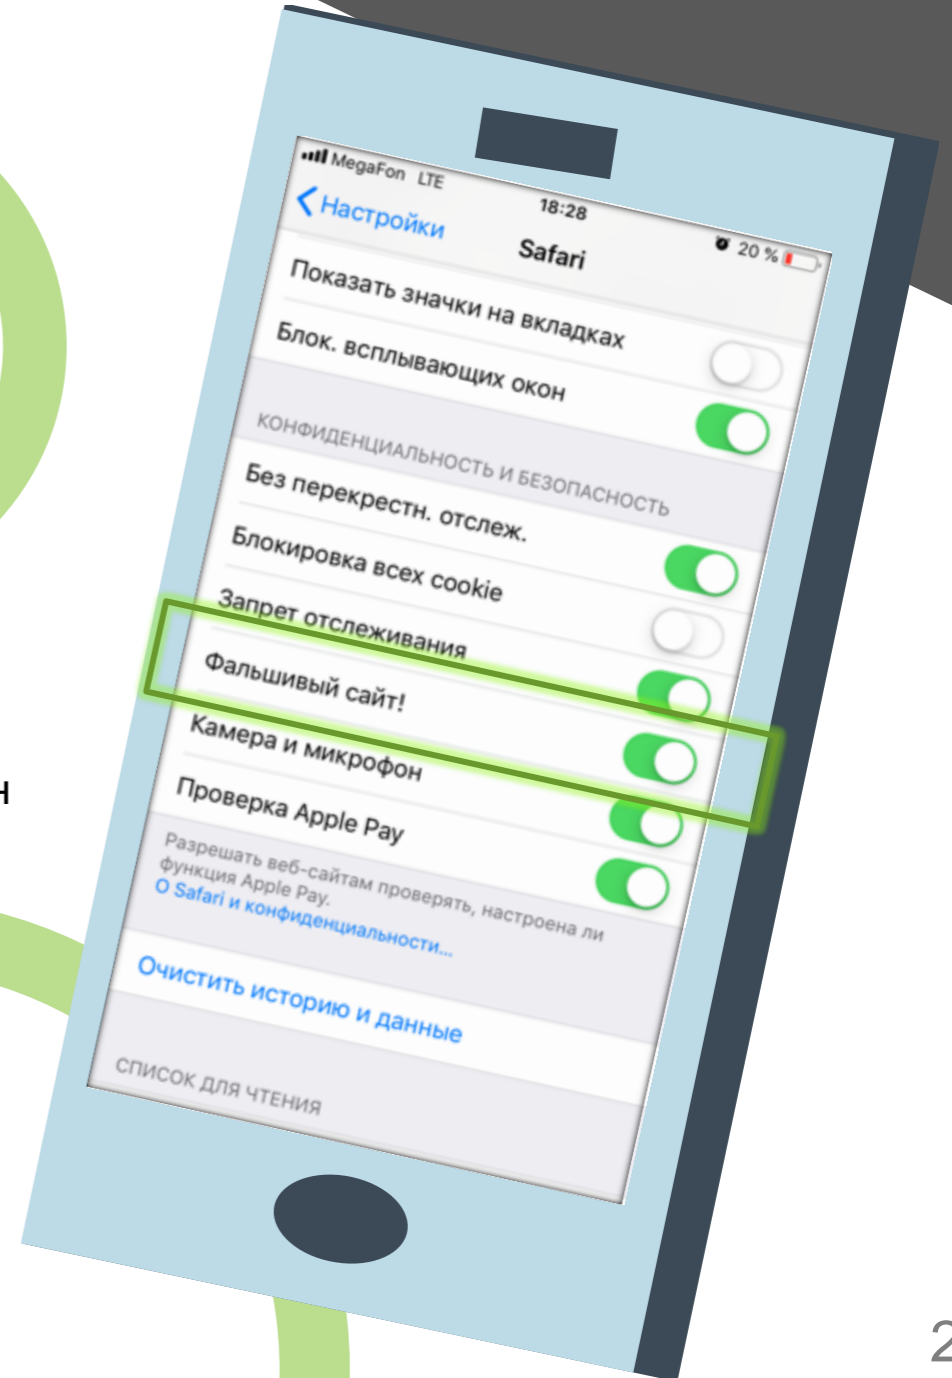 MegaFon LTE 18:28 20 %
Настройки Safari
Показать значки на вкладках
Блок. всплывающих окон
КОНФИДЕНЦИАЛЬНОСТЬ И БЕЗОПАСНОСТЬ
Без перекрестн. отслеж.
Блокировка всех cookie
Запрет отслеживания
Фальшивый сайт!
Камера и микрофон
Проверка Apple Pay
Разрешать веб-сайтам проверять, настроена ли
функция Apple Pay.
О Safari и конфиденциальности...
Очистить историю и данные
СПИСОК ДЛЯ ЧТЕНИЯ
н
2